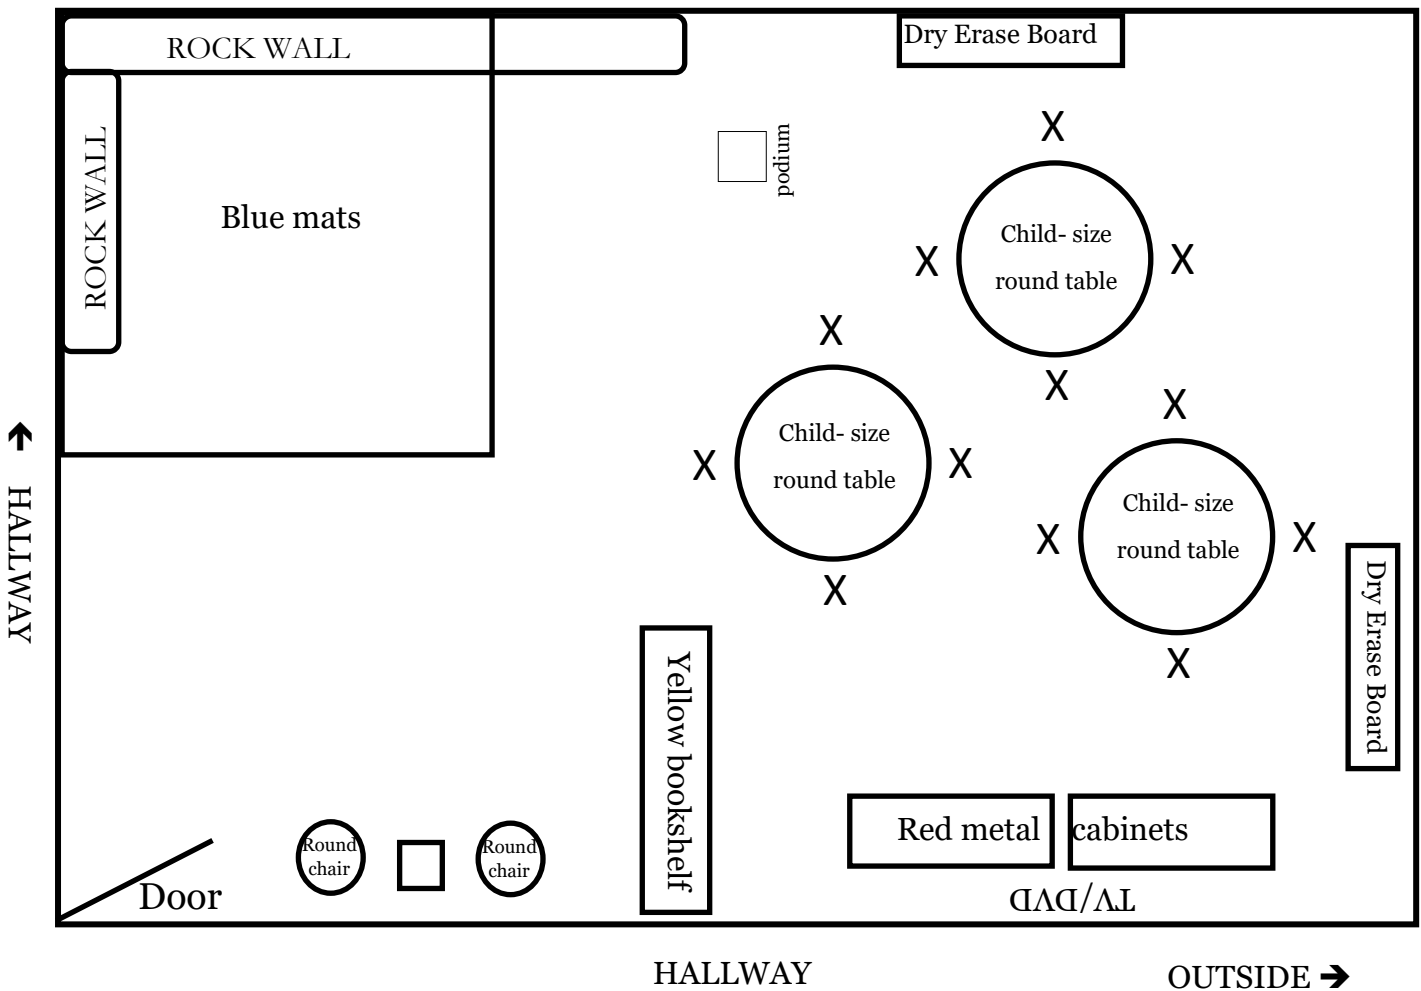 ROCK WALL
Dry Erase Board
podium
X
ROCK WALL
Blue mats
Child- size
round table
X
X
X
X
Child- size
round table
X
X
X
X
Child- size
round table
X
X
X
HALLWAY
Dry Erase Board
Yellow bookshelf
Red metal cabinets
TV/DVD
Round
chair
Round
chair
Door
HALLWAY
OUTSIDE